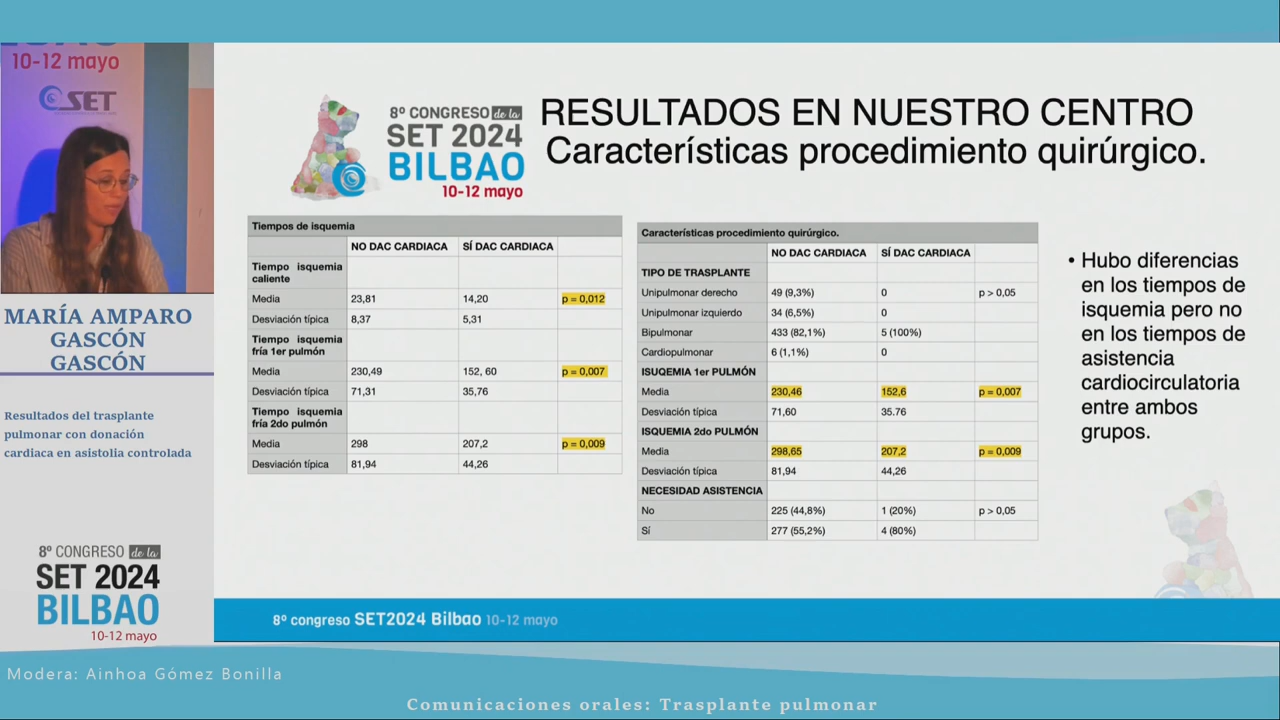 10-12 mayo
SET
MARÍA AMPARO
GASCÓN
GASCÓN
Resultados del trasplante
pulmonar con donación
cardiaca en asistolia controlada
8º CONGRESO de la
SET 2024
BILBAO
10-12 mayo
8º CONGRESO de la
SET 2024
BILBAO
10-12 mayo
RESULTADOS EN NUESTRO CENTRO
Características procedimiento quirúrgico.
Tiempos de isquemia
NO DAC CARDIACA SÍ DAC CARDIACA
Tiempo isquemia
caliente
Media 23,81 14,20 p = 0,012
Desviación típica 8,37 5,31
Tiempo isquemia
fría 1er pulmón
Media 230,49 152, 60 p = 0,007
Desviación típica 71,31 35,76
Tiempo isquemia
fría 2do pulmón
Media 298 207,2 p = 0,009
Desviación típica 81,94 44,26
Características procedimiento quirúrgico.
NO DAC CARDIACA SÍ DAC CARDIACA
TIPO DE TRASPLANTE
Unipulmonar derecho 49 (9,3%) 0 p > 0,05
Unipulmonar izquierdo 34 (6,5%) 0
Bipulmonar 433 (82,1%) 5 (100%)
Cardiopulmonar 6 (1,1%) 0
ISUQEMIA 1er PULMÓN
Media 230,46 152,6 p = 0,007
Desviación típica 71,60 35.76
ISQUEMIA 2do PULMÓN
Media 298,65 207,2 p = 0,009
Desviación típica 81,94 44,26
NECESIDAD ASISTENCIA
No 225 (44,8%) 1 (20%) p > 0,05
Sí 277 (55,2%) 4 (80%)
• Hubo diferencias
en los tiempos de
isquemia pero no
en los tiempos de
asistencia
cardiocirculatoria
entre ambos
grupos.
8º congreso SET2024 Bilbao 10-12 mayo
Modera: Ainhoa Gómez Bonilla
Comunicaciones orales: Trasplante pulmonar